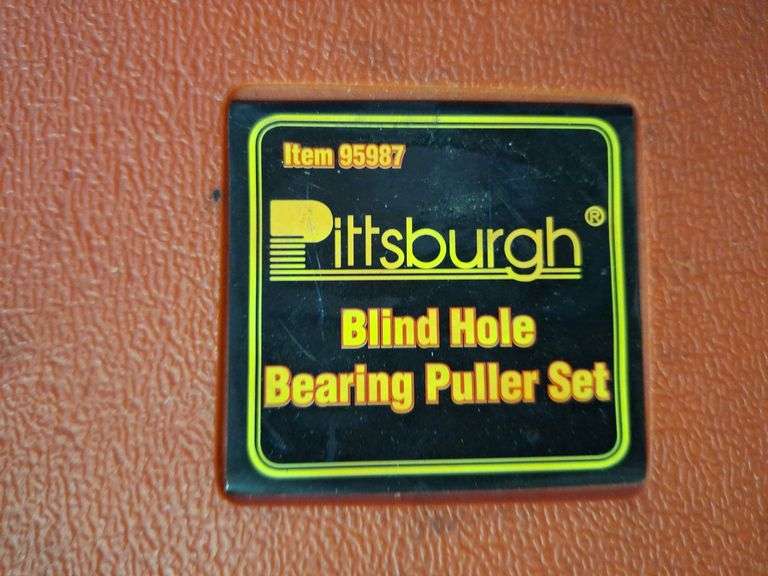 Item 95987
Pittsburgh®
Blind Hole
Bearing Puller Set